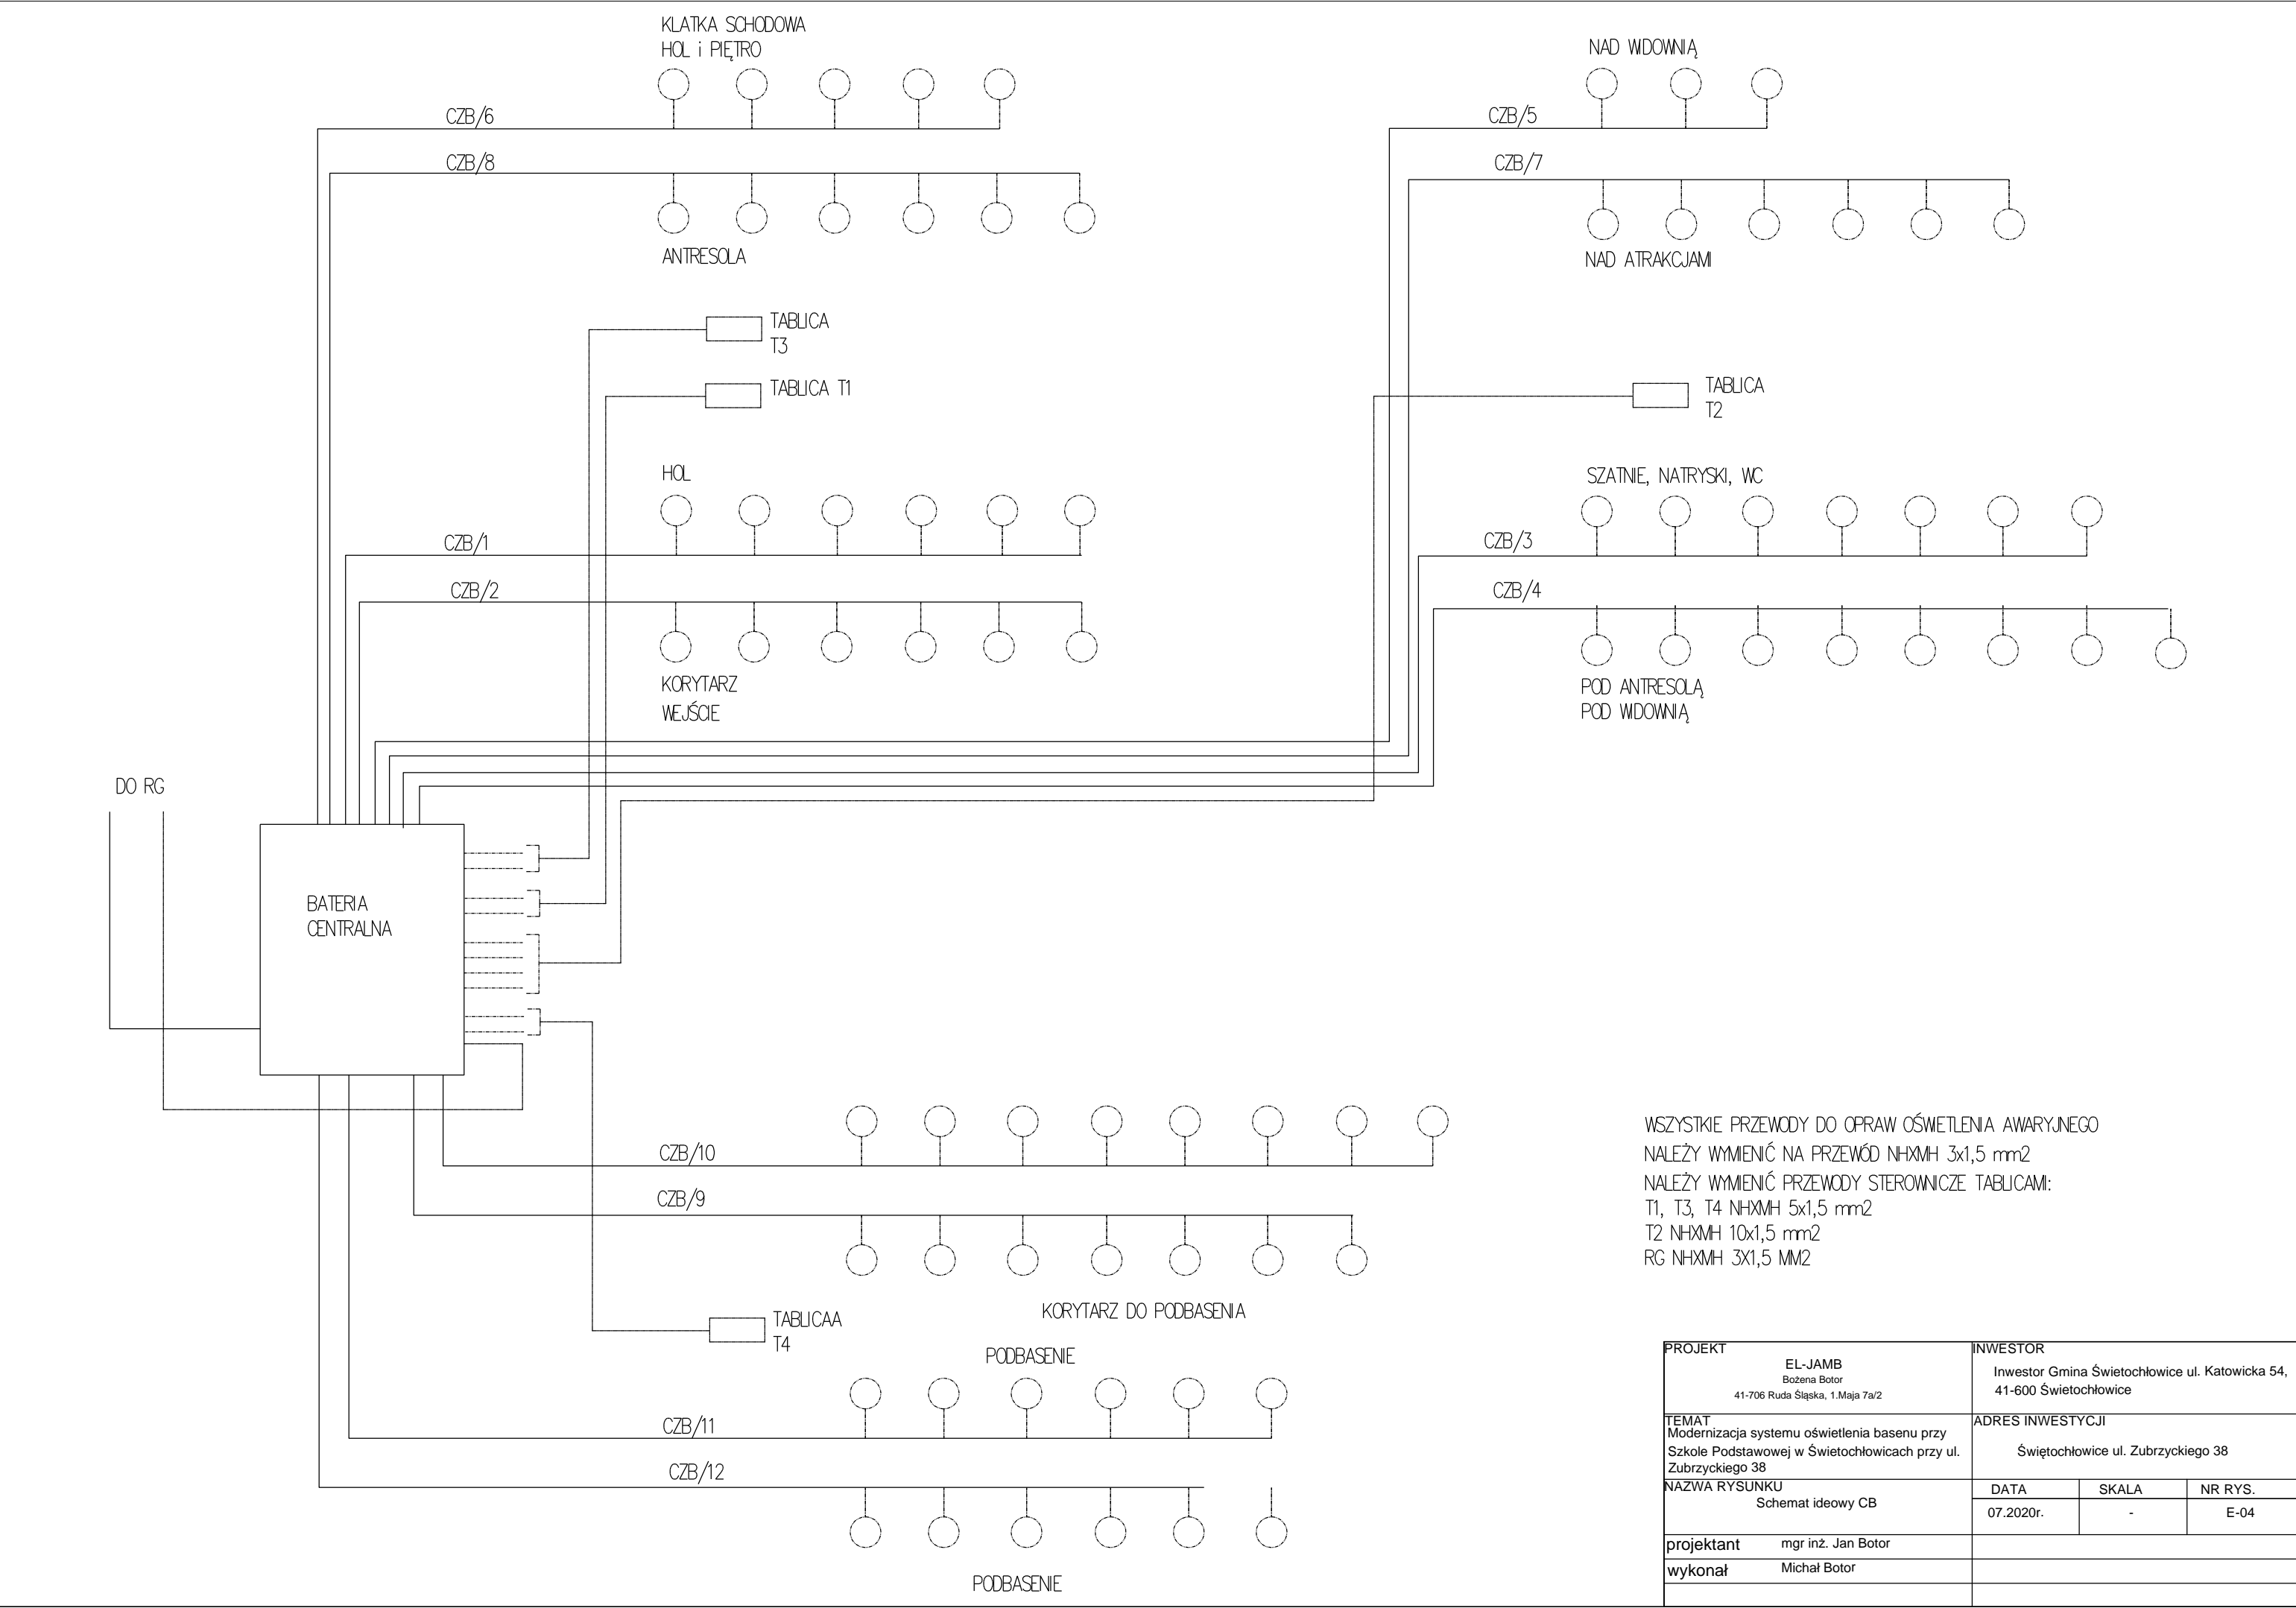 KLATKA SCHODOWA
HOL i PIĘTRO
CZB/6
CZB/8
ANTRESOLA
NAD WIDOWNIĄ
CZB/5
CZB/7
NAD ATRAKCJAMI
TABLICA
T3
TABLICA T1
TABLICA
T2
HOL
CZB/1
CZB/2
KORYTARZ
WEJŚCIE
SZATNIE, NATRYSKI, WC
CZB/3
CZB/4
POD ANTRESOLĄ
POD WIDOWNIĄ
DO RG
BATERIA
CENTRALNA
CZB/10
CZB/9
KORYTARZ DO PODBASENIA
TABLICAA
T4
PODBASENIE
CZB/11
CZB/12
PODBASENIE
WSZYSTKIE PRZEWODY DO OPRAW OŚWIETLENIA AWARYJNEGO
NALEŻY WYMIENIĆ NA PRZEWÓD NHXMH 3x1,5 mm2
NALEŻY WYMIENIĆ PRZEWODY STEROWNICZE TABLICAMI:
T1, T3, T4 NHXMH 5x1,5 mm2
T2 NHXMH 10x1,5 mm2
RG NHXMH 3X1,5 MM2
PROJEKT
EL-JAMB
Bożena Botor
41-706 Ruda Śląska, 1.Maja 7a/2
INWESTOR
Inwestor Gmina Świetochłowice ul. Katowicka 54,
41-600 Świetochłowice
TEMAT
Modernizacja systemu oświetlenia basenu przy
Szkole Podstawowej w Świetochłowicach przy ul.
Zubrzyckiego 38
ADRES INWESTYCJI
Świętochłowice ul. Zubrzyckiego 38
NAZWA RYSUNKU
Schemat ideowy CB
DATA SKALA NR RYS.
07.2020r. - E-04
projektant mgr inż. Jan Botor
wykonał Michał Botor